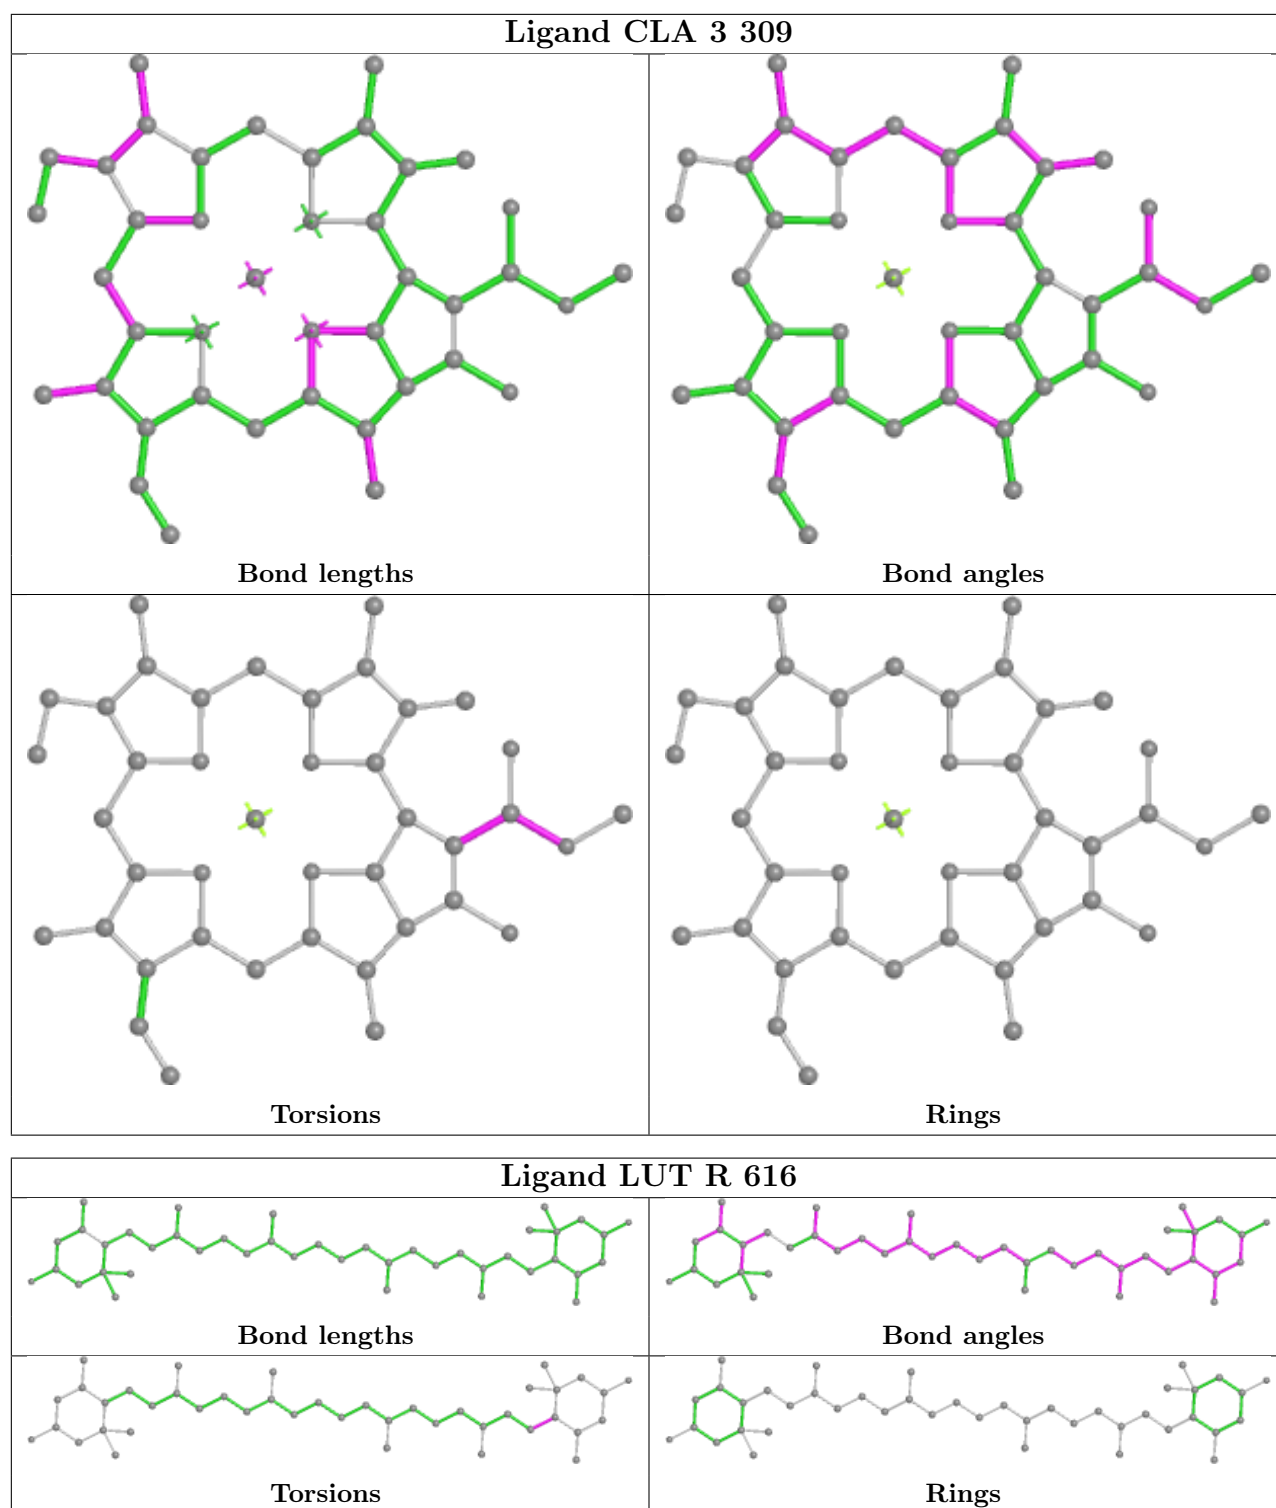 Ligand CLA 3 309
Bond lengths
Bond angles
Torsions
Rings
Ligand LUT R 616
Bond lengths
Bond angles
Torsions
Rings